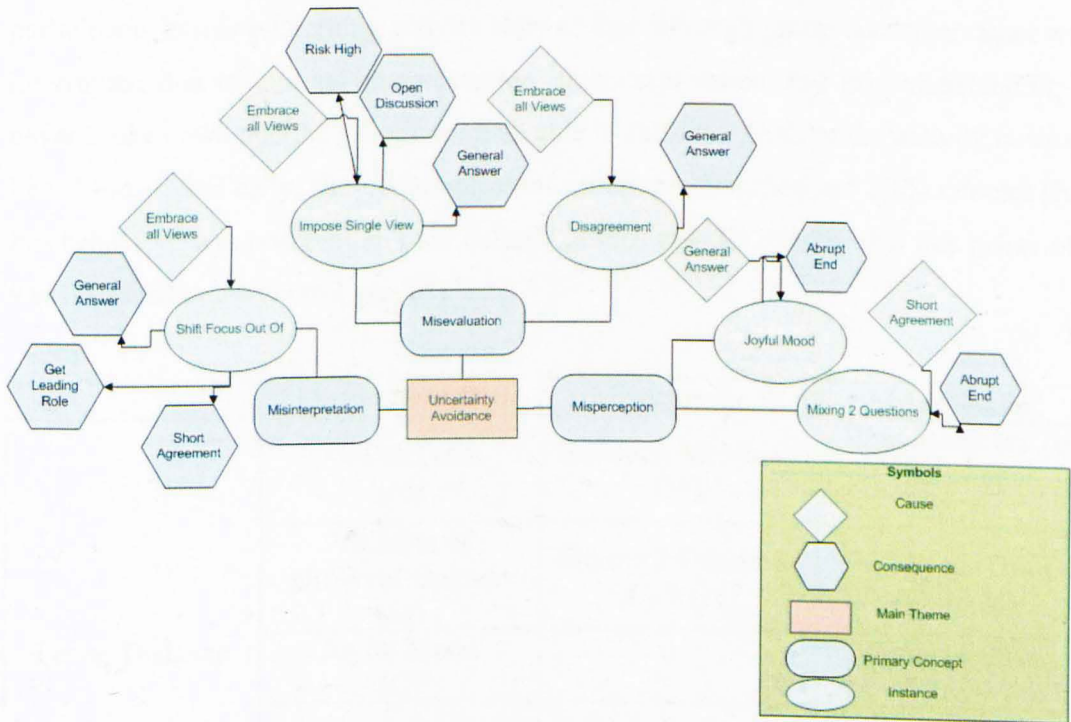 Risk High
Open
Discussion
Embrace
all Views
Embrace
all Views
General
Answer
General
Answer
Impose Single View
Disagreement
Embrace
all Views
General
Answer
Abrupt
End
General
Answer
Short
Agreement
Shift Focus Out Of
Misevaluation
Joyful Mood
Get
Leading
Role
Misinterpretation
Uncertainty
Avoidance
Misperception
Mixing 2 Questions
Abrupt
End
Short
Agreement
Symbols
Cause
Consequence
Main Theme
Primary Concept
Instance